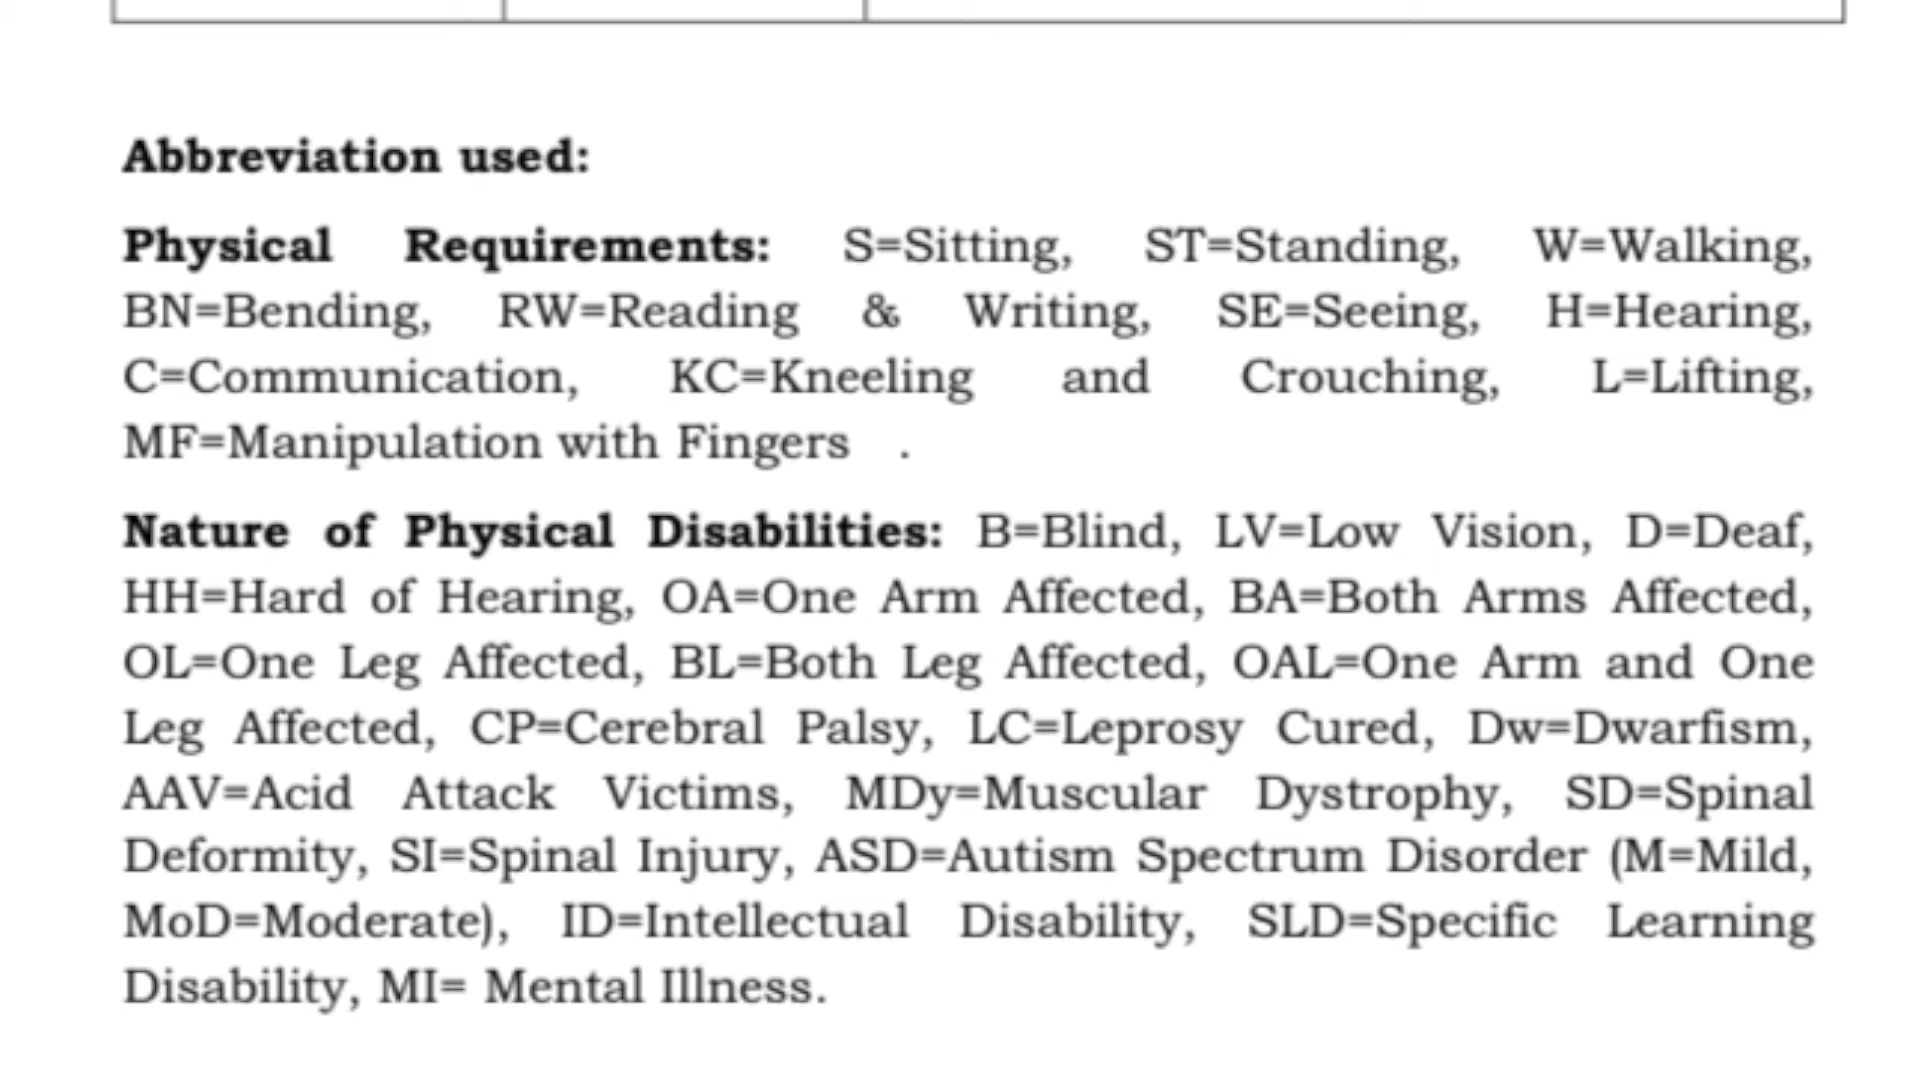 Abbreviation used:
Physical Requirements: S=Sitting, ST=Standing, W=Walking,
BN=Bending, RW=Reading & Writing, SE=Seeing, H=Hearing,
C=Communication, KC=Kneeling and Crouching, L=Lifting,
MF=Manipulation with Fingers .
Nature of Physical Disabilities: B=Blind, LV=Low Vision, D=Deaf,
HH=Hard of Hearing, OA=One Arm Affected, BA=Both Arms Affected,
OL=One Leg Affected, BL=Both Leg Affected, OAL=One Arm and One
Leg Affected, CP=Cerebral Palsy, LC=Leprosy Cured, Dw=Dwarfism,
AAV=Acid Attack Victims, MDy=Muscular Dystrophy, SD=Spinal
Deformity, SI=Spinal Injury, ASD=Autism Spectrum Disorder (M=Mild,
MoD=Moderate), ID=Intellectual Disability, SLD=Specific Learning
Disability, MI= Mental Illness.